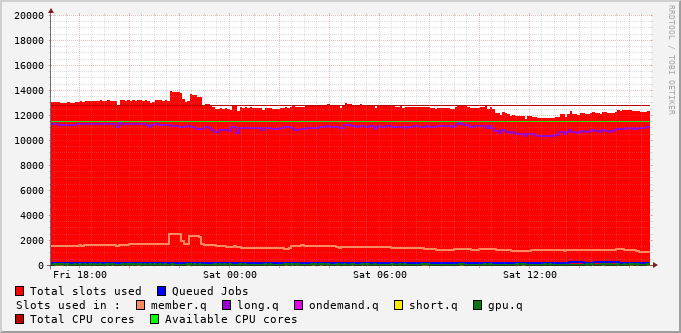 20000
18000
16000
14000
12000
10000
8000
6000
4000
2000
0
Fri 18:00 Sat 00:00 Sat 06:00 Sat 12:00
RRDTOOL / TOBI OETIKER
Total slots used Queued Jobs
Slots used in : member.q long.q ondemand.q short.q gpu.q
Total CPU cores Available CPU cores